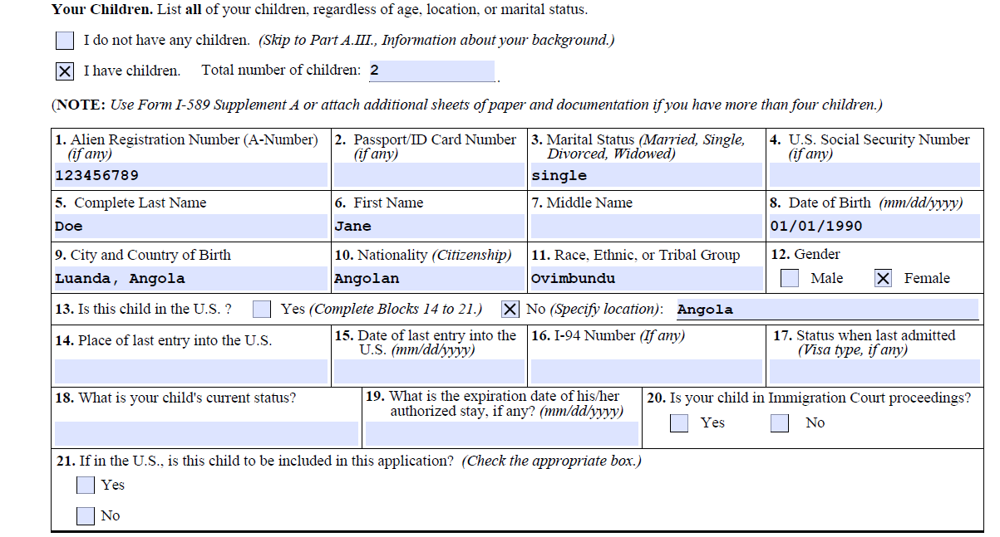 Your Children. List all of your children, regardless of age, location, or marital status.
I do not have any children. (Skip to Part A.III., Information about your background.)
I have children. Total number of children: 2 .
(NOTE: Use Form I-589 Supplement A or attach additional sheets of paper and documentation if you have more than four children.)
1. Alien Registration Number (A-Number) (if any)
123456789
2. Passport/ID Card Number (if any)
3. Marital Status (Married, Single, Divorced, Widowed)
single
4. U.S. Social Security Number (if any)
5. Complete Last Name
Doe
6. First Name
Jane
7. Middle Name
8. Date of Birth (mm/dd/yyyy)
01/01/1990
9. City and Country of Birth
Luanda, Angola
10. Nationality (Citizenship)
Angolan
11. Race, Ethnic, or Tribal Group
Ovimbundu
12. Gender
Male Female
13. Is this child in the U.S. ? Yes (Complete Blocks 14 to 21.) No (Specify location): Angola
14. Place of last entry into the U.S.
15. Date of last entry into the U.S. (mm/dd/yyyy)
16. I-94 Number (If any)
17. Status when last admitted (Visa type, if any)
18. What is your child's current status?
19. What is the expiration date of his/her authorized stay, if any? (mm/dd/yyyy)
20. Is your child in Immigration Court proceedings?
Yes No
21. If in the U.S., is this child to be included in this application? (Check the appropriate box.)
Yes
No